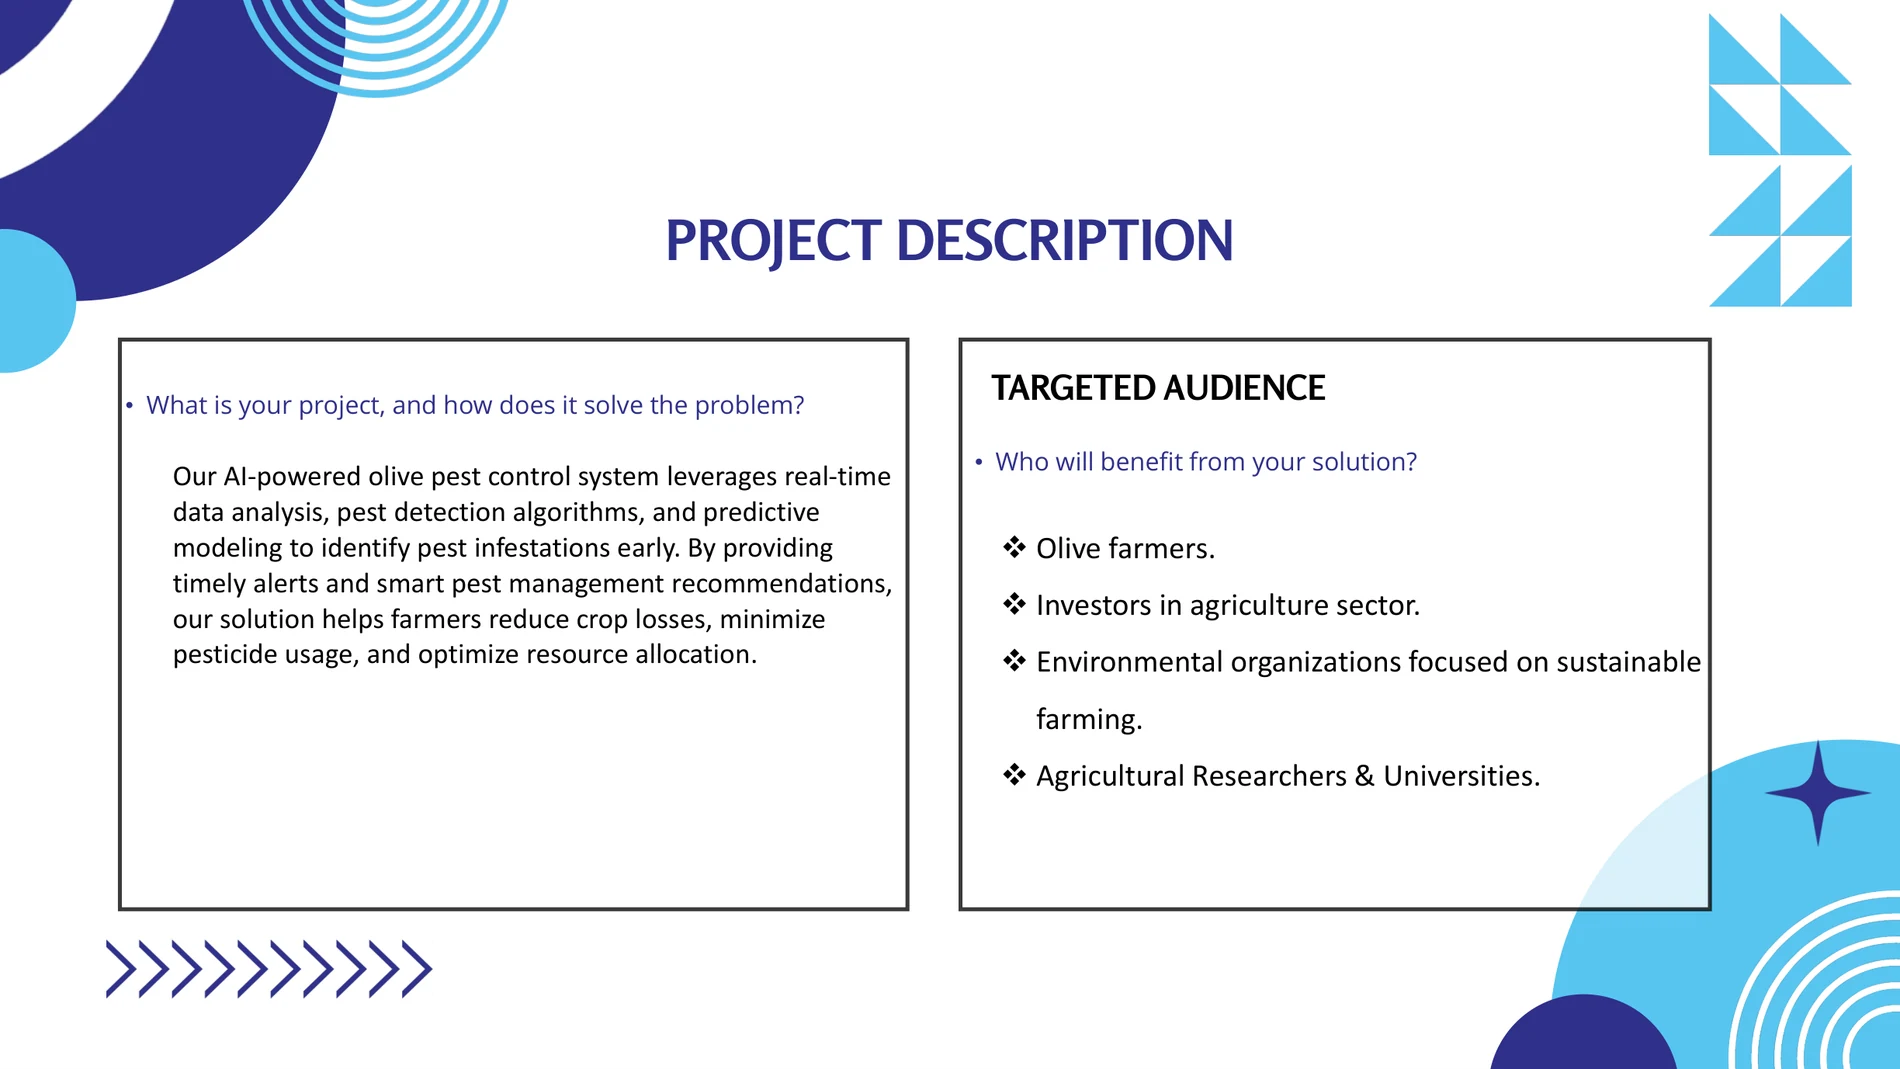 PROJECT DESCRIPTION
• What is your project, and how does it solve the problem?
Our AI-powered olive pest control system leverages real-time
data analysis, pest detection algorithms, and predictive
modeling to identify pest infestations early. By providing
timely alerts and smart pest management recommendations,
our solution helps farmers reduce crop losses, minimize
pesticide usage, and optimize resource allocation.
TARGETED AUDIENCE
• Who will benefit from your solution?
❖ Olive farmers.
❖ Investors in agriculture sector.
❖ Environmental organizations focused on sustainable
farming.
❖ Agricultural Researchers & Universities.